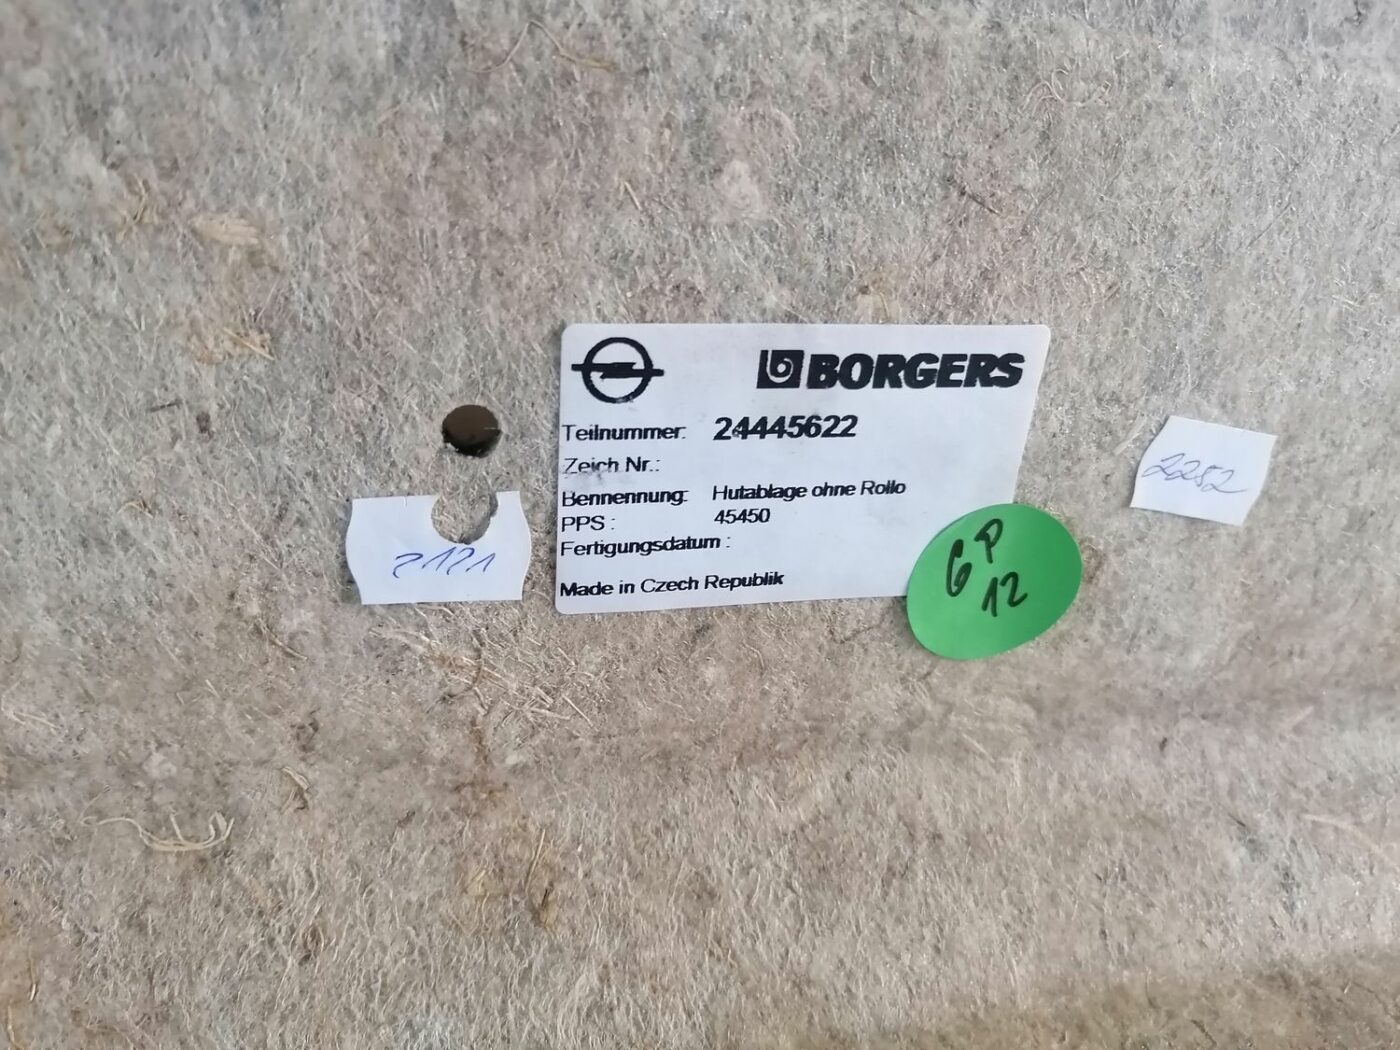 BORGERS
Teilnummer: 24445622
Zeich Nr.:
Bennennung: Hutablage ohne Rollo
PPS : 45450
Fertigungsdatum :
Made in Czech Republik
GP
12
2252